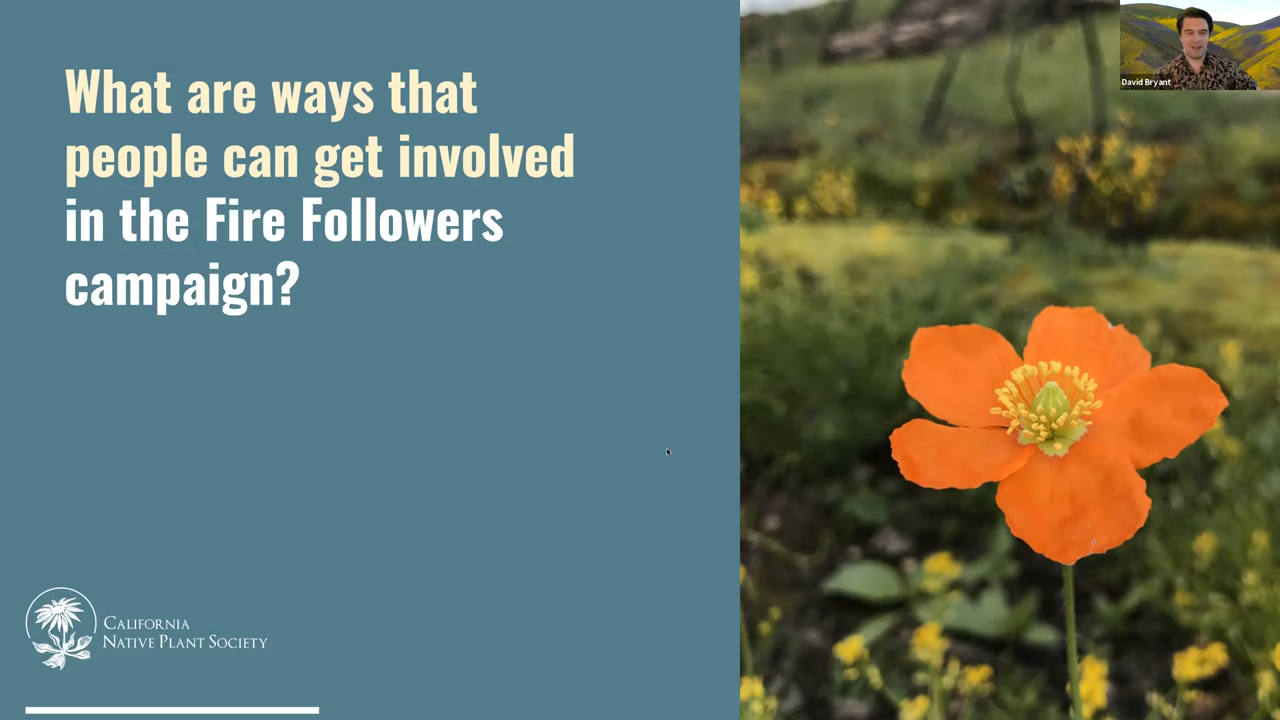 What are ways that
people can get involved
in the Fire Followers
campaign?
David Bryant
CALIFORNIA
NATIVE PLANT SOCIETY